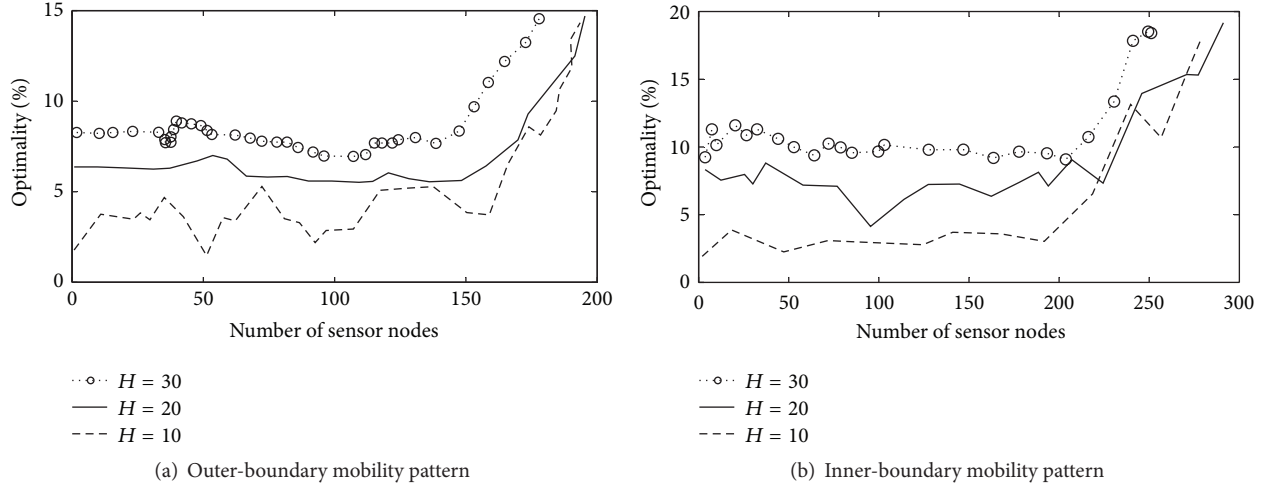 15
10
5
0
Optimality (%)
0 50 100 150 200
Number of sensor nodes
H = 30
H = 20
H = 10
(a) Outer-boundary mobility pattern
20
15
10
5
0
Optimality (%)
0 50 100 150 200 250 300
Number of sensor nodes
H = 30
H = 20
H = 10
(b) Inner-boundary mobility pattern